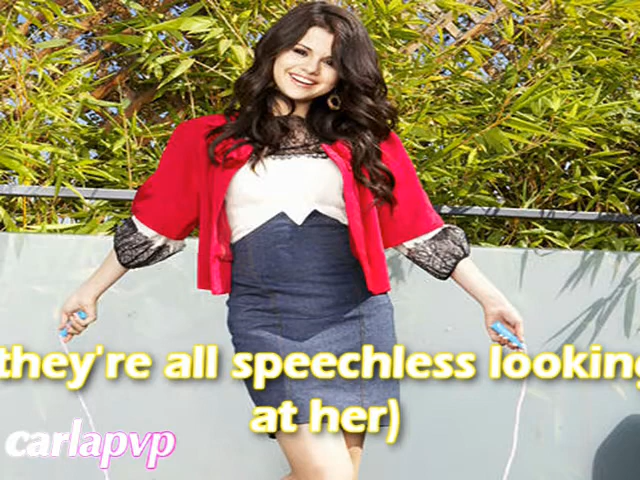 they're all speechless looking
at her)
carlapvp